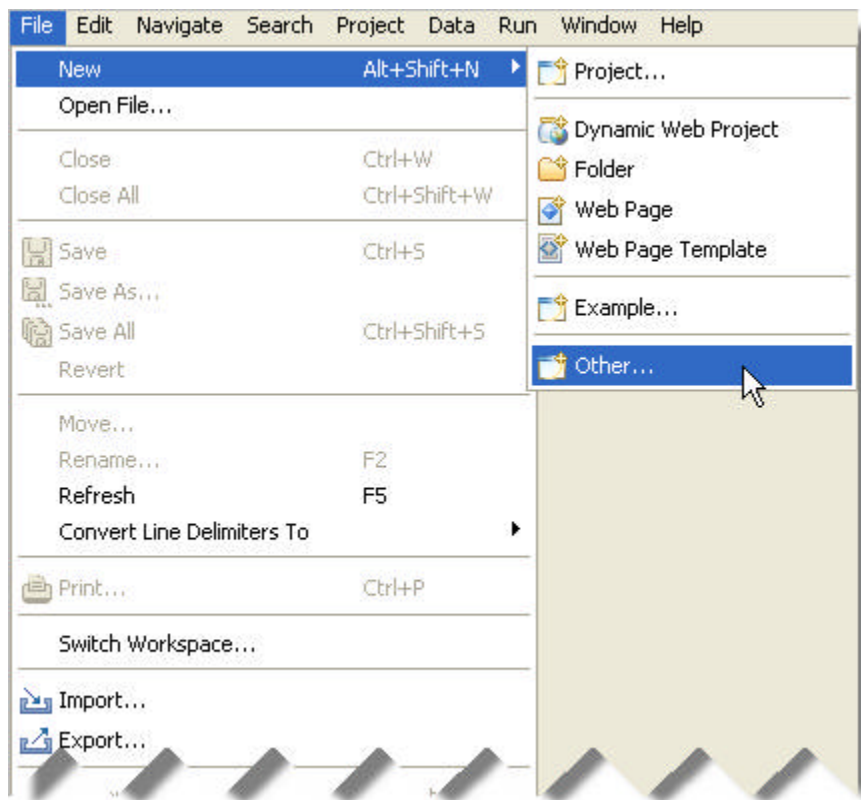 File Edit Navigate Search Project Data Run Window Help
New Alt+Shift+N
Open File...
Close Ctrl+W
Close All Ctrl+Shift+W
Save Ctrl+S
Save As...
Save All Ctrl+Shift+S
Revert
Move...
Rename... F2
Refresh F5
Convert Line Delimiters To
Print... Ctrl+P
Switch Workspace...
Import...
Export...
Project...
Dynamic Web Project
Folder
Web Page
Web Page Template
Example...
Other...